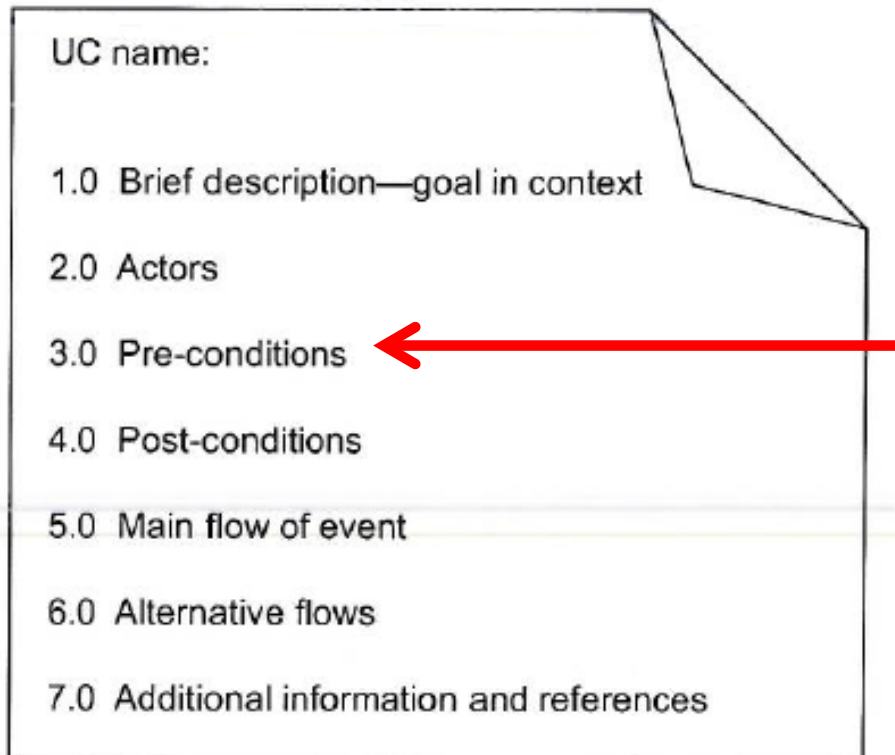 UC name:
1.0 Brief description—goal in context
2.0 Actors
3.0 Pre-conditions
4.0 Post-conditions
5.0 Main flow of event
6.0 Alternative flows
7.0 Additional information and references